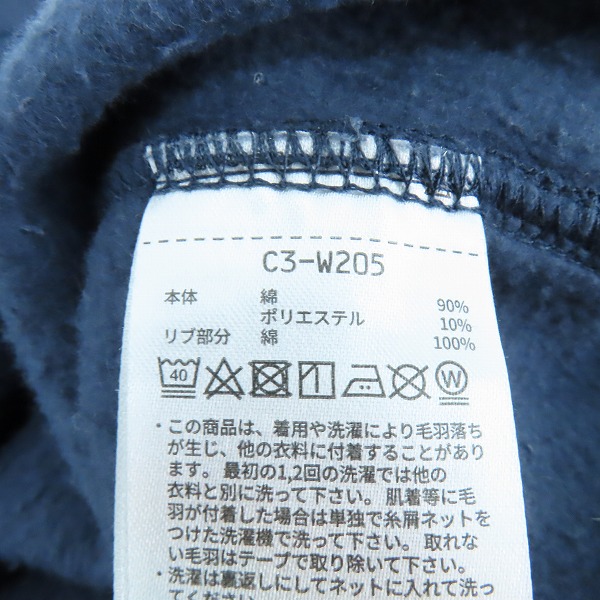 C3-W205
本体 綿 90%
ポリエステル 10%
リブ部分 綿 100%
40 W
・この商品は、着用や洗濯により毛羽落ち
が生じ、他の衣料に付着することがあり
ます。最初の1,2回の洗濯では他の
衣料と別に洗って下さい。肌着等に毛
羽が付着した場合は単独で糸屑ネットを
つけた洗濯機で洗って下さい。取れな
い毛羽はテープで取り除いて下さい。
・洗濯は裏返しにしてネットに入れて洗っ
てください